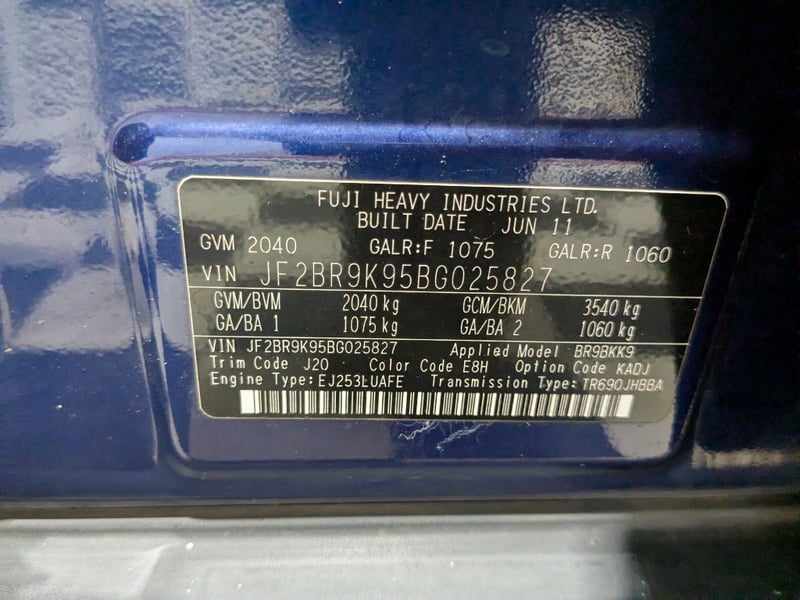 FUJI HEAVY INDUSTRIES LTD.
BUILT DATE JUN 11
GVM 2040 GALR:F 1075 GALR:R 1060
VIN JF2BR9K95BG025827
GVM/BVM 2040 kg GCM/BKM 3540 kg
GA/BA 1 1075 kg GA/BA 2 1060 kg
VIN JF2BR9K95BG025827 Applied Model BR9BKK9
Trim Code J20 Color Code E8H Option Code KADJ
Engine Type: EJ253LUAFE Transmission Type: TR690JHBBA